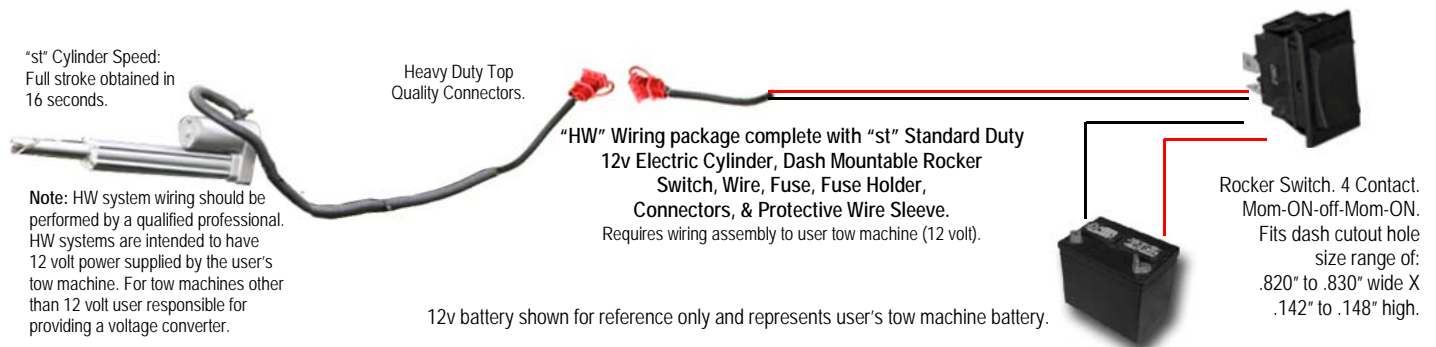 "st" Cylinder Speed:
Full stroke obtained in
16 seconds.
Heavy Duty Top
Quality Connectors.
"HW" Wiring package complete with "st" Standard Duty
12v Electric Cylinder, Dash Mountable Rocker
Switch, Wire, Fuse, Fuse Holder,
Connectors, & Protective Wire Sleeve.
Requires wiring assembly to user tow machine (12 volt).
Note: HW system wiring should be
performed by a qualified professional.
HW systems are intended to have
12 volt power supplied by the user's
tow machine. For tow machines other
than 12 volt user responsible for
providing a voltage converter.
Rocker Switch. 4 Contact.
Mom-ON-off-Mom-ON.
Fits dash cutout hole
size range of:
.820" to .830" wide X
.142" to .148" high.
12v battery shown for reference only and represents user's tow machine battery.